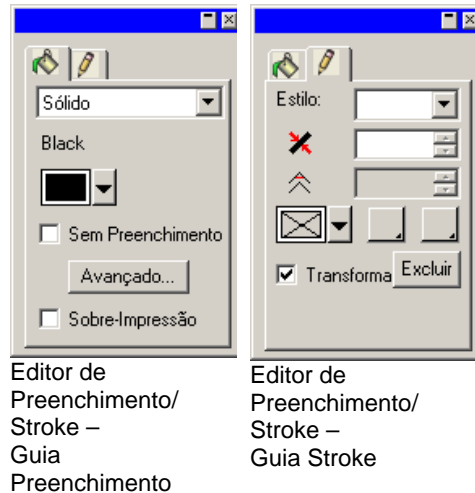 Sólido
Black
Sem Preenchimento
Avançado...
Sobre-Impressão
Editor de
Preenchimento/
Stroke –
Guia
Preenchimento
Estilo:
Transforma
Excluir
Editor de
Preenchimento/
Stroke –
Guia Stroke